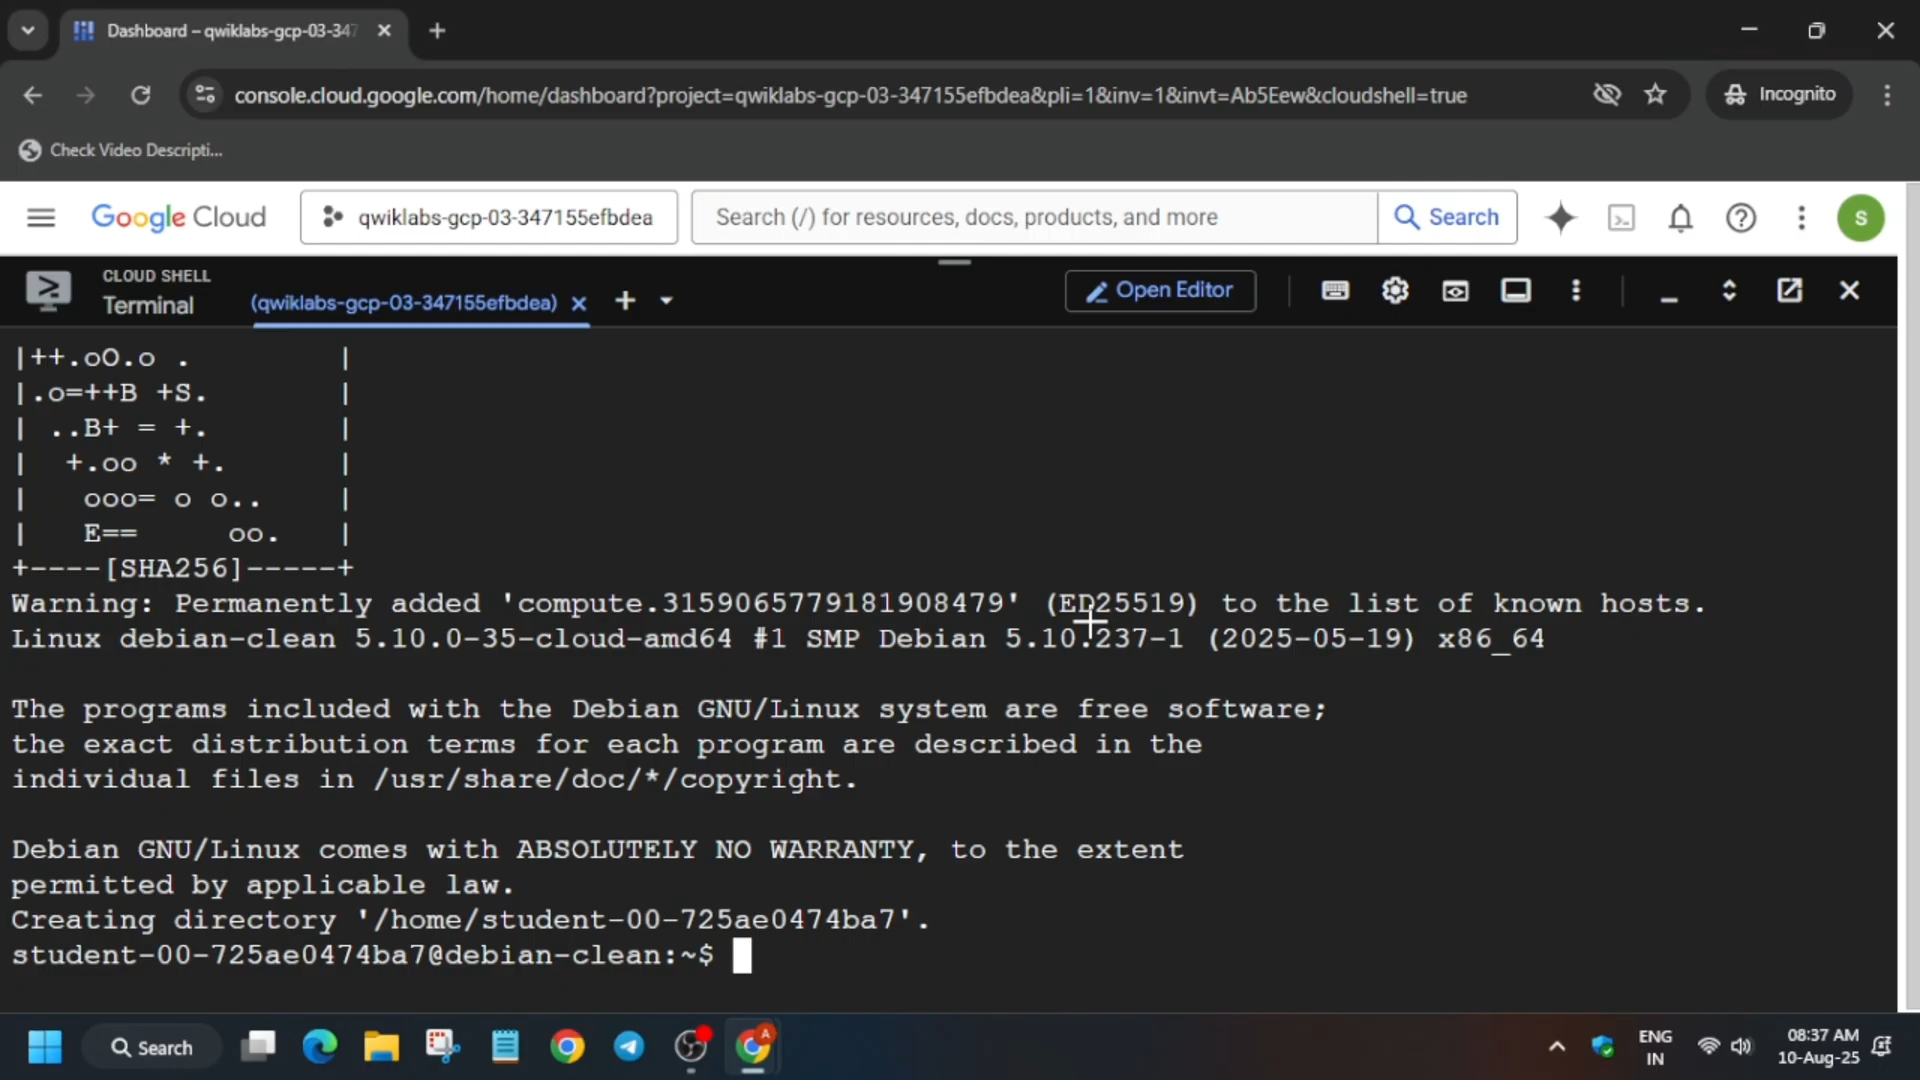 Dashboard – qwiklabs-gcp-03-347
console.cloud.google.com/home/dashboard?project=qwiklabs-gcp-03-347155efbdea&pli=1&inv=1&invt=Ab5Eew&cloudshell=true
Incognito
Check Video Descripti...
Google Cloud
qwiklabs-gcp-03-347155efbdea
Search (/) for resources, docs, products, and more
Search
S
CLOUD SHELL
Terminal
(qwiklabs-gcp-03-347155efbdea)
Open Editor
|++.oO.o .         |
|.o=++B +S.        |
|  ..B+ = +.       |
|   +.oo * +.      |
|    ooo= o o..    |
|    E==     oo.   |
+----[SHA256]-----+
Warning: Permanently added 'compute.3159065779181908479' (ED25519) to the list of known hosts.
Linux debian-clean 5.10.0-35-cloud-amd64 #1 SMP Debian 5.10.237-1 (2025-05-19) x86_64
The programs included with the Debian GNU/Linux system are free software;
the exact distribution terms for each program are described in the
individual files in /usr/share/doc/*/copyright.
Debian GNU/Linux comes with ABSOLUTELY NO WARRANTY, to the extent
permitted by applicable law.
Creating directory '/home/student-00-725ae0474ba7'.
student-00-725ae0474ba7@debian-clean:~$
Search
A
ENG
IN
08:37 AM
10-Aug-25